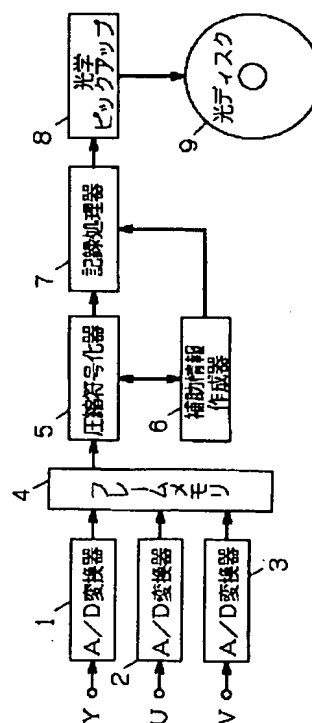 Y
U
V
1
A/D変換器
2
A/D変換器
3
A/D変換器
4
フレームメモリ
5
圧縮符号化器
6
補助情報
作成器
7
記録処理器
8
光学
ピックアップ
9
光ディスク